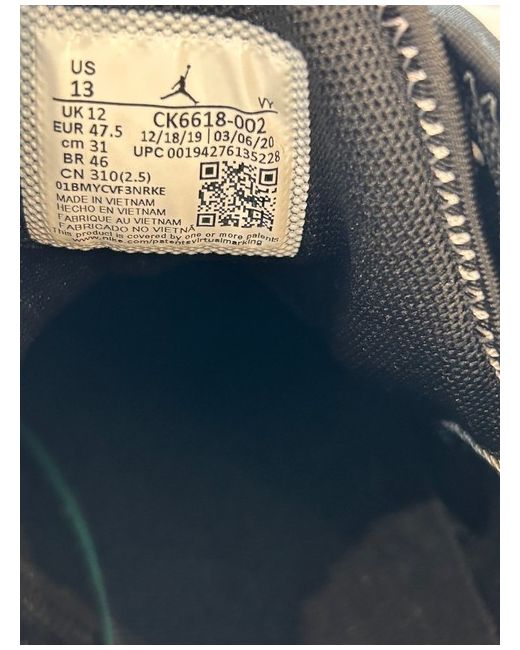 US
13
VY
UK 12
CK6618-002
EUR 47.5
12/18/19 | 03/06/20
cm 31
UPC 00194276135228
BR 46
CN 310(2.5)
01BMYCVF3NRKE
MADE IN VIETNAM
HECHO EN VIETNAM
FABRIQUE AU VIETNAM
FABRICADO NO VIETNÃ
This product is covered by one or more patents
www.nike.com/patentsvirtualmarking